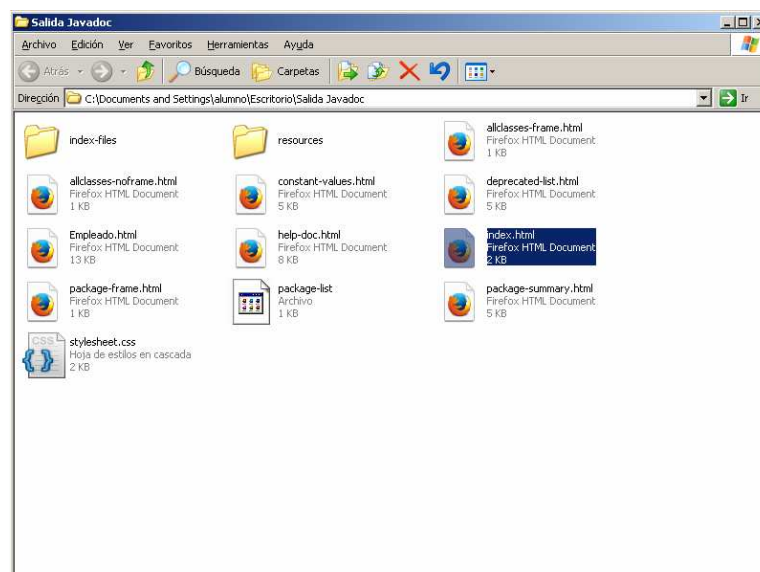 Salida Javadoc
Archivo Edición Ver Favoritos Herramientas Ayuda
Atrás Búsqueda Carpetas
Dirección C:\Documents and Settings\alumno\Escritorio\Salida Javadoc Ir
index-files
resources
allclasses-frame.html
Firefox HTML Document
1 KB
allclasses-noframe.html
Firefox HTML Document
1 KB
constant-values.html
Firefox HTML Document
5 KB
deprecated-list.html
Firefox HTML Document
5 KB
Empleado.html
Firefox HTML Document
13 KB
help-doc.html
Firefox HTML Document
8 KB
index.html
Firefox HTML Document
2 KB
package-frame.html
Firefox HTML Document
1 KB
package-list
Archivo
1 KB
package-summary.html
Firefox HTML Document
5 KB
CSS
stylesheet.css
Hoja de estilos en cascada
2 KB